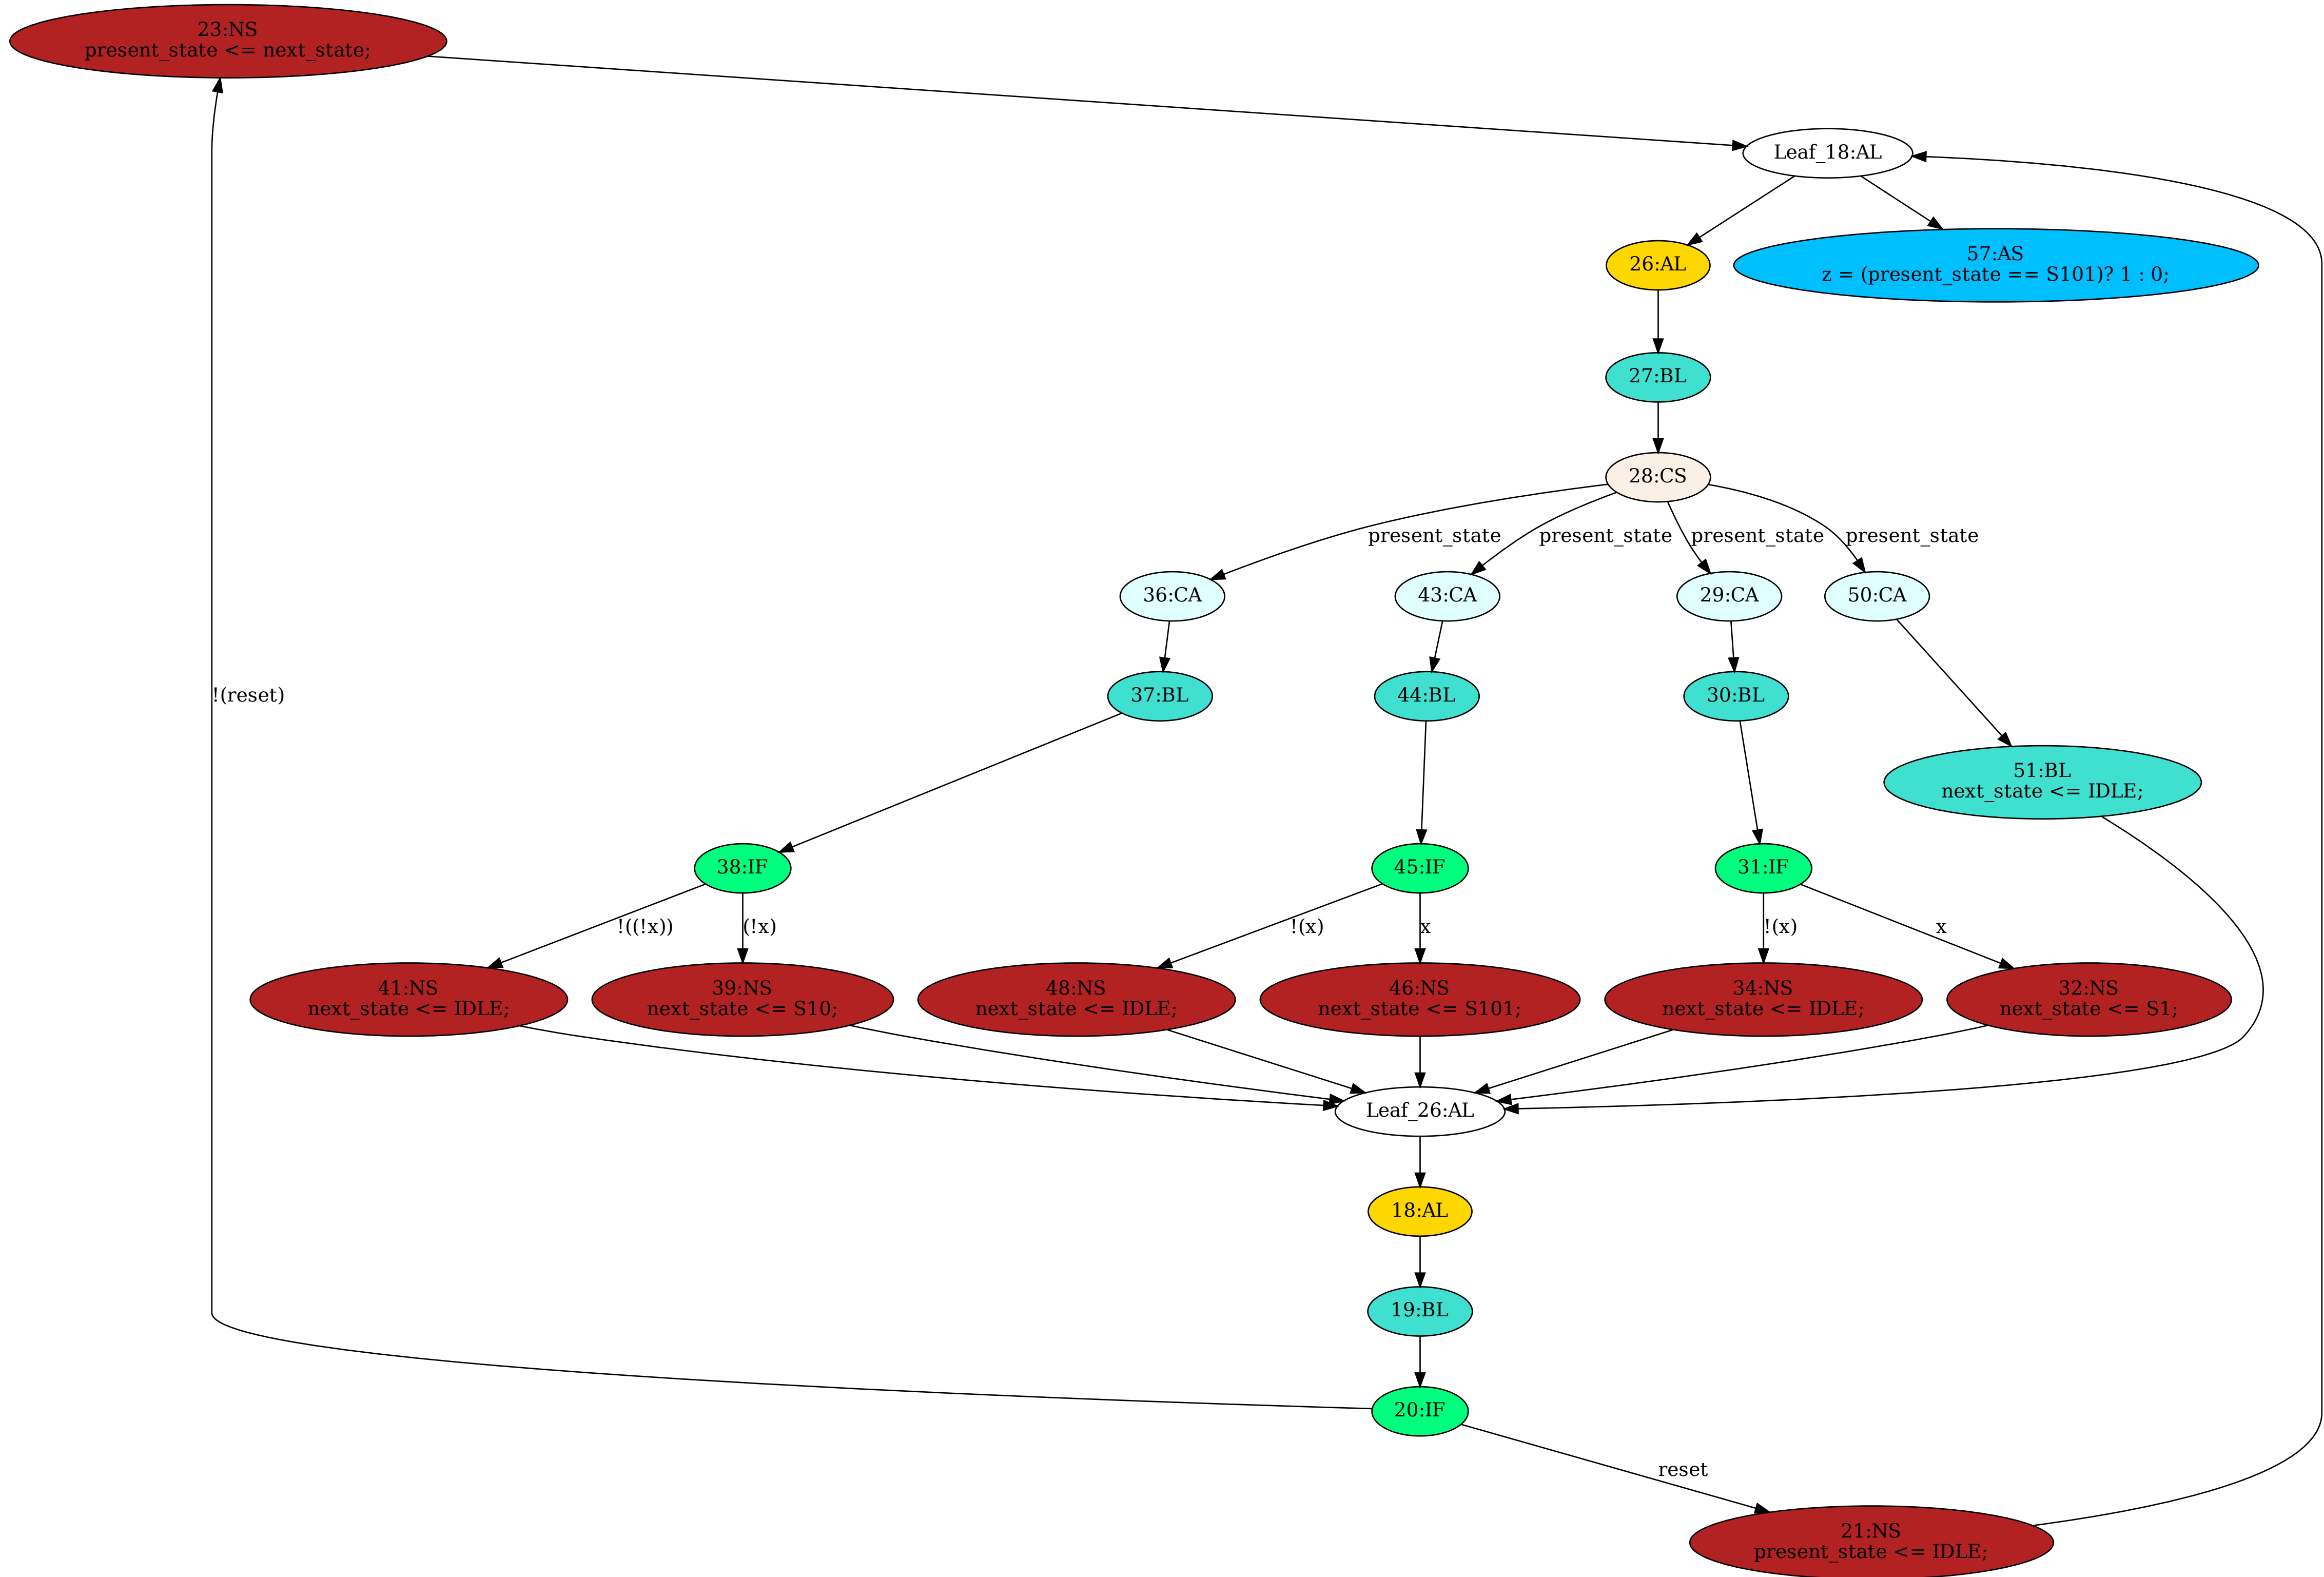 23:NS
present_state <= next_state;
Leaf_18:AL
26:AL
57:AS
z = (present_state == S101)? 1 : 0;
27:BL
28:CS
present_state
present_state
present_state
present_state
36:CA
43:CA
29:CA
50:CA
!(reset)
37:BL
44:BL
30:BL
51:BL
next_state <= IDLE;
38:IF
45:IF
31:IF
!((!x))
(!x)
!(x)
x
!(x)
x
41:NS
next_state <= IDLE;
39:NS
next_state <= S10;
48:NS
next_state <= IDLE;
46:NS
next_state <= S101;
34:NS
next_state <= IDLE;
32:NS
next_state <= S1;
Leaf_26:AL
18:AL
19:BL
20:IF
reset
21:NS
present_state <= IDLE;